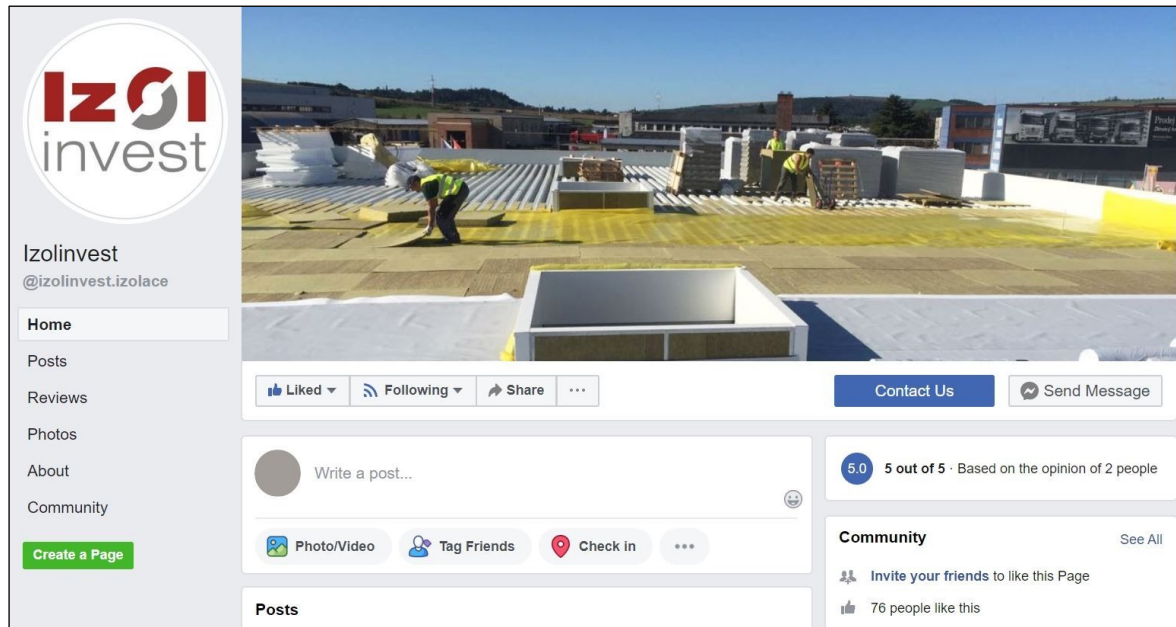 IzOl
invest
Izolinvest
@izolinvest.izolace
Home
Posts
Reviews
Photos
About
Community
Create a Page
Prodej
Liked
Following
Share
Contact Us
Send Message
Write a post...
Photo/Video
Tag Friends
Check in
Posts
5.0
5 out of 5 · Based on the opinion of 2 people
Community
See All
Invite your friends to like this Page
76 people like this